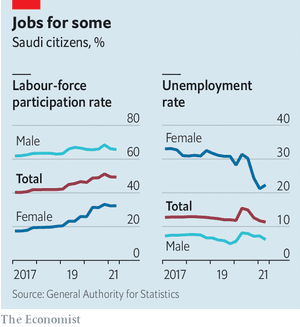 Jobs for some
Saudi citizens, %
Labour-force
participation rate
80
Male
60
Total
40
Female
20
0
2017 19 21
Unemployment
rate
40
Female
30
20
Total
10
Male
0
2017 19 21
Source: General Authority for Statistics
The Economist